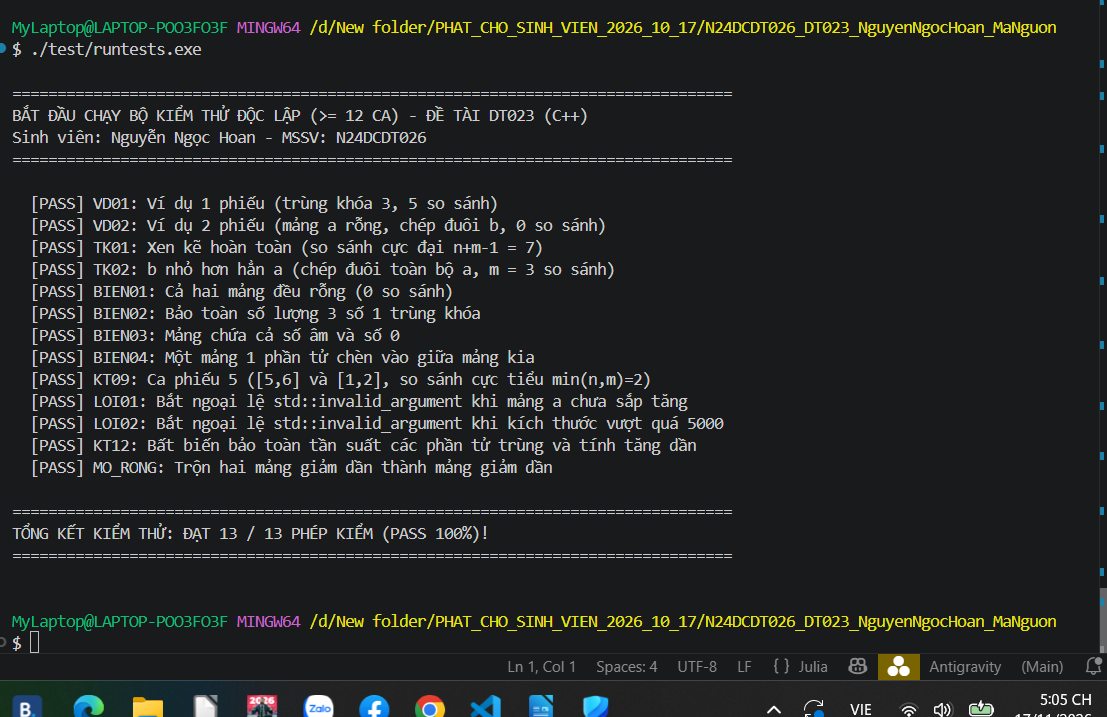 MyLaptop@LAPTOP-POO3FO3F MINGW64 /d/New folder/PHAT_CHO_SINH_VIEN_2026_10_17/N24DCDT026_DT023_NguyenNgocHoan_MaNguon
$ ./test/runtests.exe
================================================================================
BẮT ĐẦU CHẠY BỘ KIỂM THỬ ĐỘC LẬP (>= 12 CA) - ĐỀ TÀI DT023 (C++)
Sinh viên: Nguyễn Ngọc Hoan - MSSV: N24DCDT026
================================================================================
[PASS] VD01: Ví dụ 1 phiếu (trùng khóa 3, 5 so sánh)
[PASS] VD02: Ví dụ 2 phiếu (mảng a rỗng, chép đuôi b, 0 so sánh)
[PASS] TK01: Xen kẽ hoàn toàn (so sánh cực đại n+m-1 = 7)
[PASS] TK02: b nhỏ hơn hẳn a (chép đuôi toàn bộ a, m = 3 so sánh)
[PASS] BIEN01: Cả hai mảng đều rỗng (0 so sánh)
[PASS] BIEN02: Bảo toàn số lượng 3 số 1 trùng khóa
[PASS] BIEN03: Mảng chứa cả số âm và số 0
[PASS] BIEN04: Một mảng 1 phần tử chèn vào giữa mảng kia
[PASS] KT09: Ca phiếu 5 ([5,6] và [1,2], so sánh cực tiểu min(n,m)=2)
[PASS] LOI01: Bắt ngoại lệ std::invalid_argument khi mảng a chưa sắp tăng
[PASS] LOI02: Bắt ngoại lệ std::invalid_argument khi kích thước vượt quá 5000
[PASS] KT12: Bất biến bảo toàn tần suất các phần tử trùng và tính tăng dần
[PASS] MO_RONG: Trộn hai mảng giảm dần thành mảng giảm dần
================================================================================
TỔNG KẾT KIỂM THỬ: ĐẠT 13 / 13 PHÉP KIỂM (PASS 100%)!
================================================================================
MyLaptop@LAPTOP-POO3FO3F MINGW64 /d/New folder/PHAT_CHO_SINH_VIEN_2026_10_17/N24DCDT026_DT023_NguyenNgocHoan_MaNguon
$
Ln 1, Col 1 Spaces: 4 UTF-8 LF { } Julia Antigravity (Main)
B. 2026 Zalo VIE 5:05 CH
17/11/2026